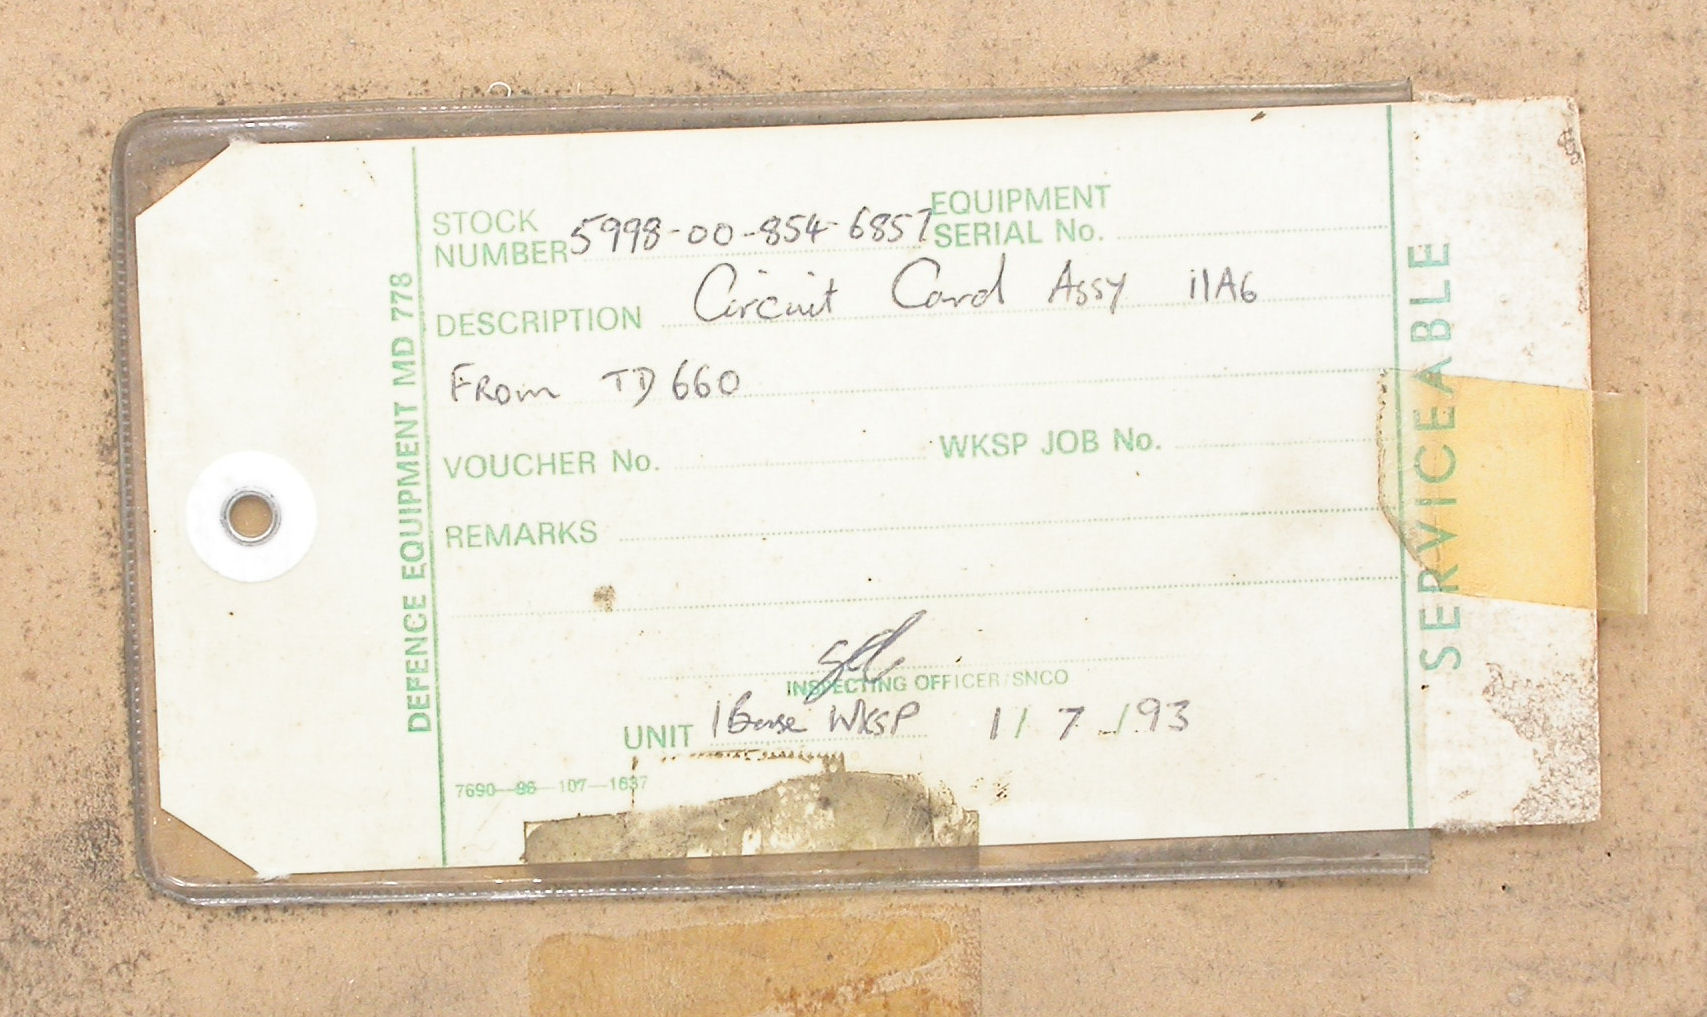 DEFENCE EQUIPMENT MD 778
STOCK NUMBER 5998-00-854-6857 EQUIPMENT SERIAL No.
DESCRIPTION Circuit Card Assy 11A6
FROM TD 660
VOUCHER No. WKSP JOB No.
REMARKS
INSPECTING OFFICER/SNCO
UNIT 1 Base WKSP 1/7/93
7690—66—107—1637
SERVICEABLE